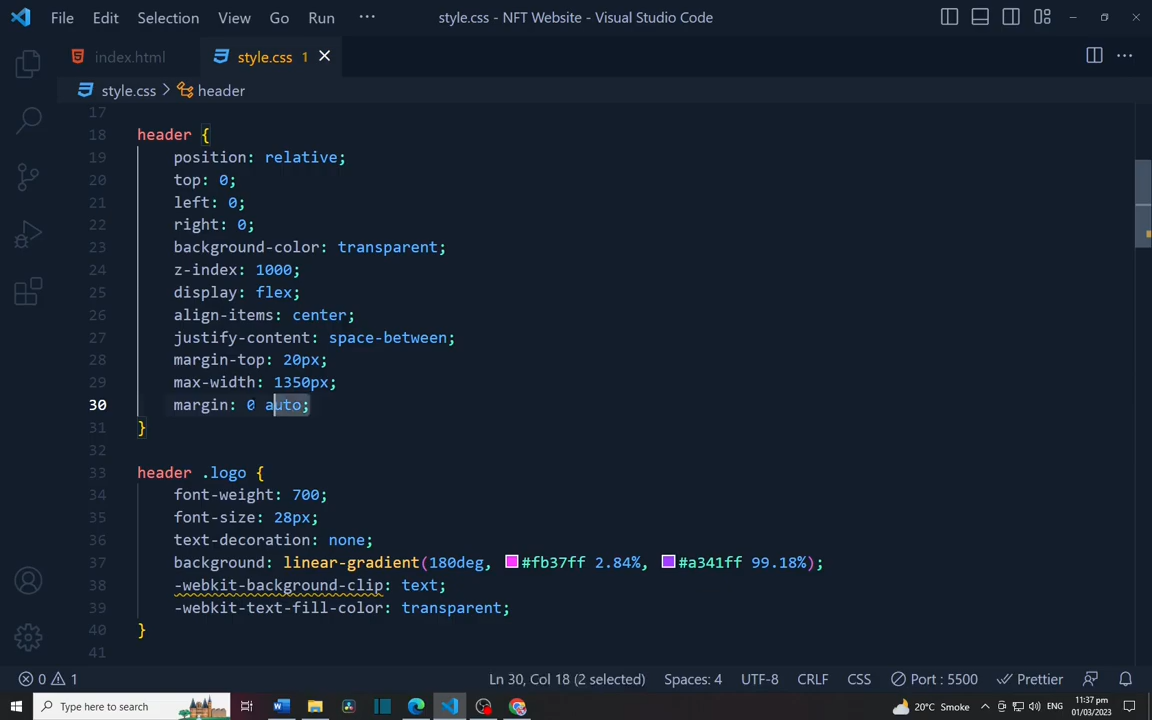 File Edit Selection View Go Run ··· style.css - NFT Website - Visual Studio Code
index.html style.css 1
style.css > header
17
18 header {
19 position: relative;
20 top: 0;
21 left: 0;
22 right: 0;
23 background-color: transparent;
24 z-index: 1000;
25 display: flex;
26 align-items: center;
27 justify-content: space-between;
28 margin-top: 20px;
29 max-width: 1350px;
30 margin: 0 auto;
31 }
32
33 header .logo {
34 font-weight: 700;
35 font-size: 28px;
36 text-decoration: none;
37 background: linear-gradient(180deg, #fb37ff 2.84%, #a341ff 99.18%);
38 -webkit-background-clip: text;
39 -webkit-text-fill-color: transparent;
40 }
41
0 1 Ln 30, Col 18 (2 selected) Spaces: 4 UTF-8 CRLF CSS Port : 5500 Prettier
Type here to search 20°C Smoke ENG 11:37 pm
01/03/2023